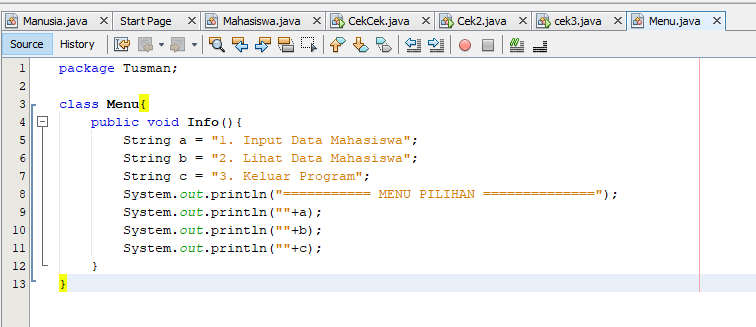 Manusia.java Start Page Mahasiswa.java CekCek.java Cek2.java cek3.java Menu.java
Source History
1 package Tusman;
2
3 class Menu{
4 public void Info(){
5 String a = "1. Input Data Mahasiswa";
6 String b = "2. Lihat Data Mahasiswa";
7 String c = "3. Keluar Program";
8 System.out.println("=========== MENU PILIHAN ==============");
9 System.out.println(""+a);
10 System.out.println(""+b);
11 System.out.println(""+c);
12 }
13 }